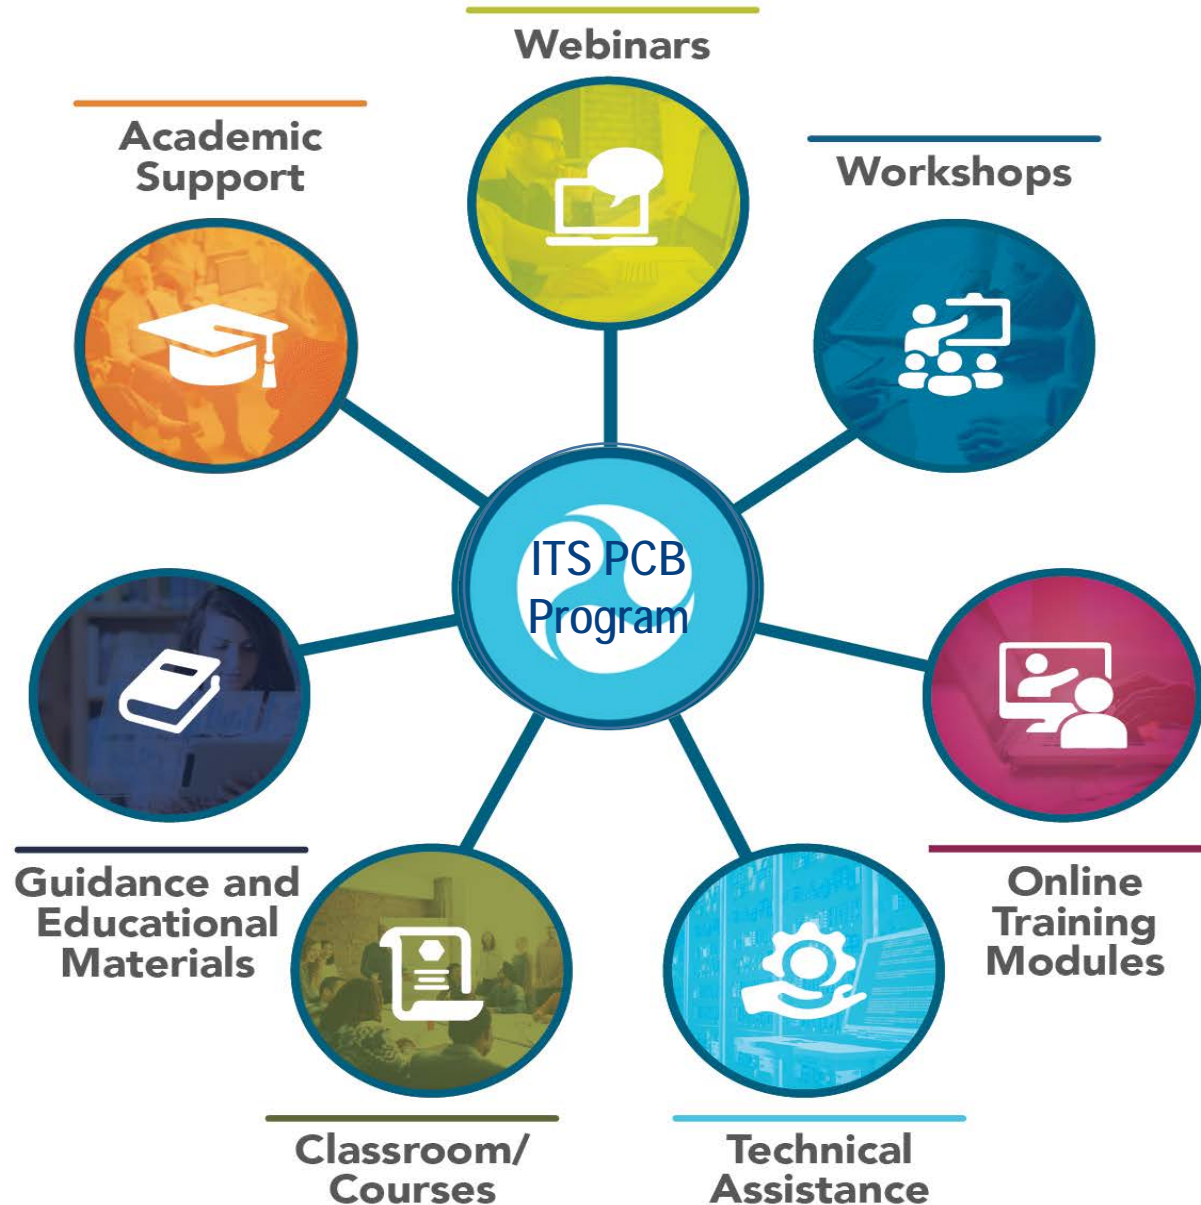 Webinars
Academic
Support
Workshops
ITS PCB
Program
Guidance and
Educational
Materials
Online
Training
Modules
Classroom/
Courses
Technical
Assistance